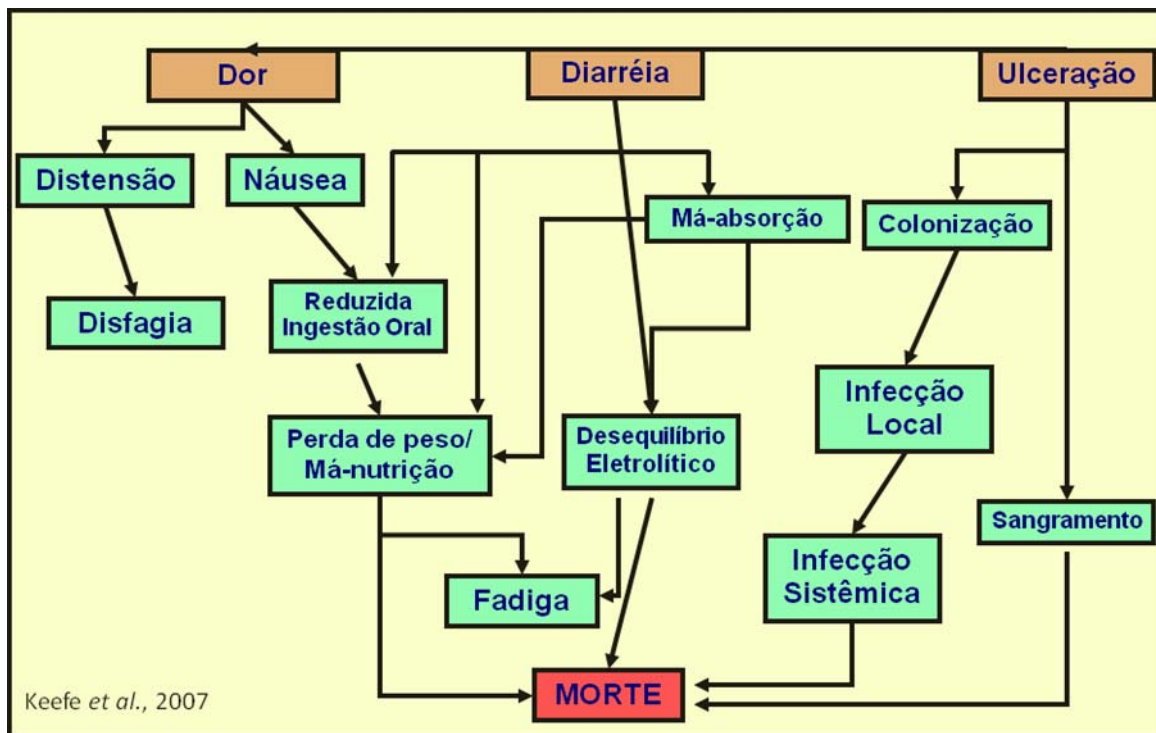 Dor
Diarréia
Ulceração
Distensão
Náusea
Má-absorção
Colonização
Disfagia
Reduzida
Ingestão Oral
Infecção
Local
Perda de peso/
Má-nutrição
Desequilíbrio
Eletrolítico
Sangramento
Infecção
Sistêmica
Fadiga
MORTE
Keefe et al., 2007